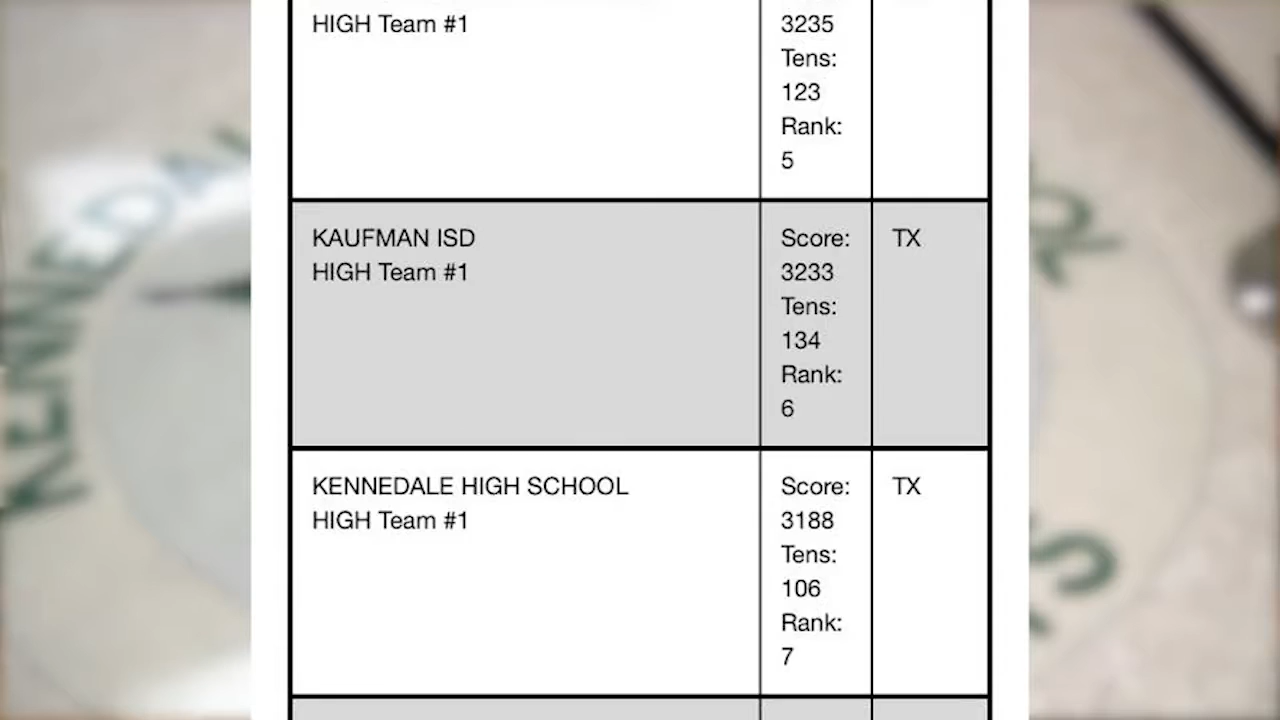 HIGH Team #1
3235
Tens:
123
Rank:
5
KAUFMAN ISD
HIGH Team #1
Score:
3233
Tens:
134
Rank:
6
TX
KENNEDALE HIGH SCHOOL
HIGH Team #1
Score:
3188
Tens:
106
Rank:
7
TX